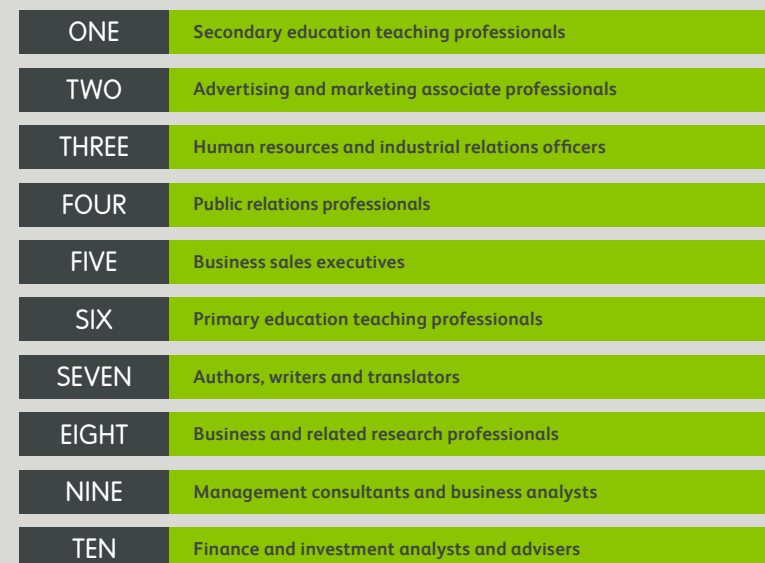 ONE Secondary education teaching professionals
TWO Advertising and marketing associate professionals
THREE Human resources and industrial relations officers
FOUR Public relations professionals
FIVE Business sales executives
SIX Primary education teaching professionals
SEVEN Authors, writers and translators
EIGHT Business and related research professionals
NINE Management consultants and business analysts
TEN Finance and investment analysts and advisers